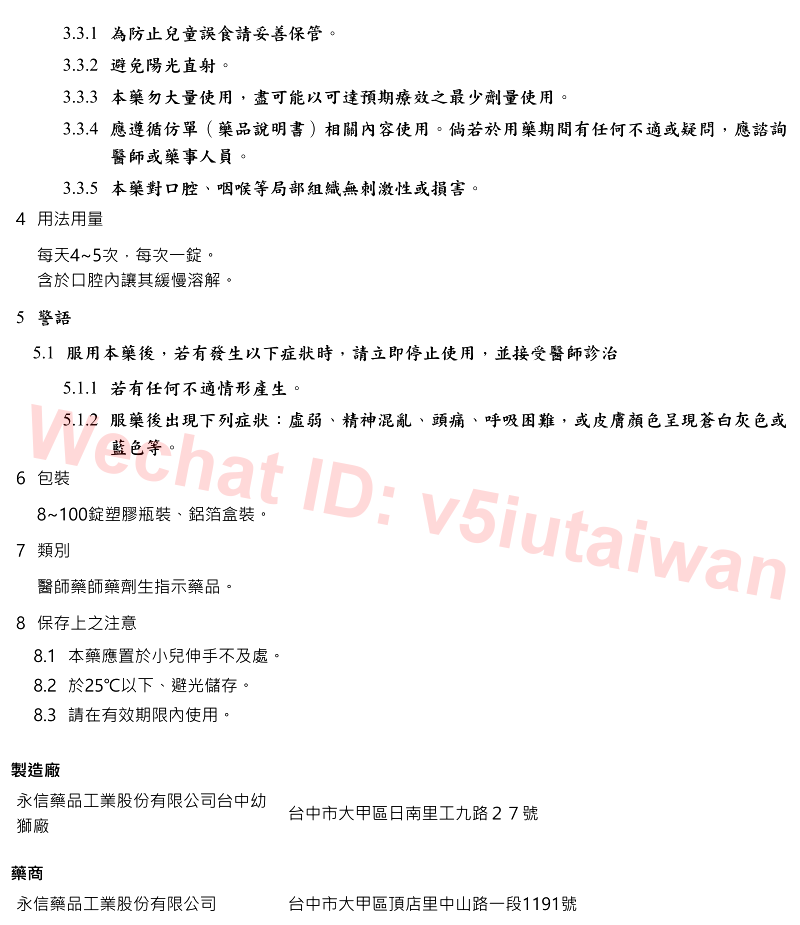 3.3.1 為防止兒童誤食請妥善保管。
3.3.2 避免陽光直射。
3.3.3 本藥勿大量使用，盡可能以可達預期療效之最少劑量使用。
3.3.4 應遵循仿單（藥品說明書）相關內容使用。倘若於用藥期間有任何不適或疑問，應諮詢
醫師或藥事人員。
3.3.5 本藥對口腔、咽喉等局部組織無刺激性或損害。
4 用法用量
每天4~5次，每次一錠。
含於口腔內讓其緩慢溶解。
5 警語
5.1 服用本藥後，若有發生以下症狀時，請立即停止使用，並接受醫師診治
5.1.1 若有任何不適情形產生。
5.1.2 服藥後出現下列症狀：虛弱、精神混亂、頭痛、呼吸困難，或皮膚顏色呈現蒼白灰色或
藍色等。
Wechat ID: v5iutaiwan
6 包裝
8~100錠塑膠瓶裝、鋁箔盒裝。
7 類別
醫師藥師藥劑生指示藥品。
8 保存上之注意
8.1 本藥應置於小兒伸手不及處。
8.2 於25℃以下、避光儲存。
8.3 請在有效期限內使用。
製造廠
永信藥品工業股份有限公司台中幼
獅廠
台中市大甲區日南里工九路２７號
藥商
永信藥品工業股份有限公司 台中市大甲區頂店里中山路一段1191號